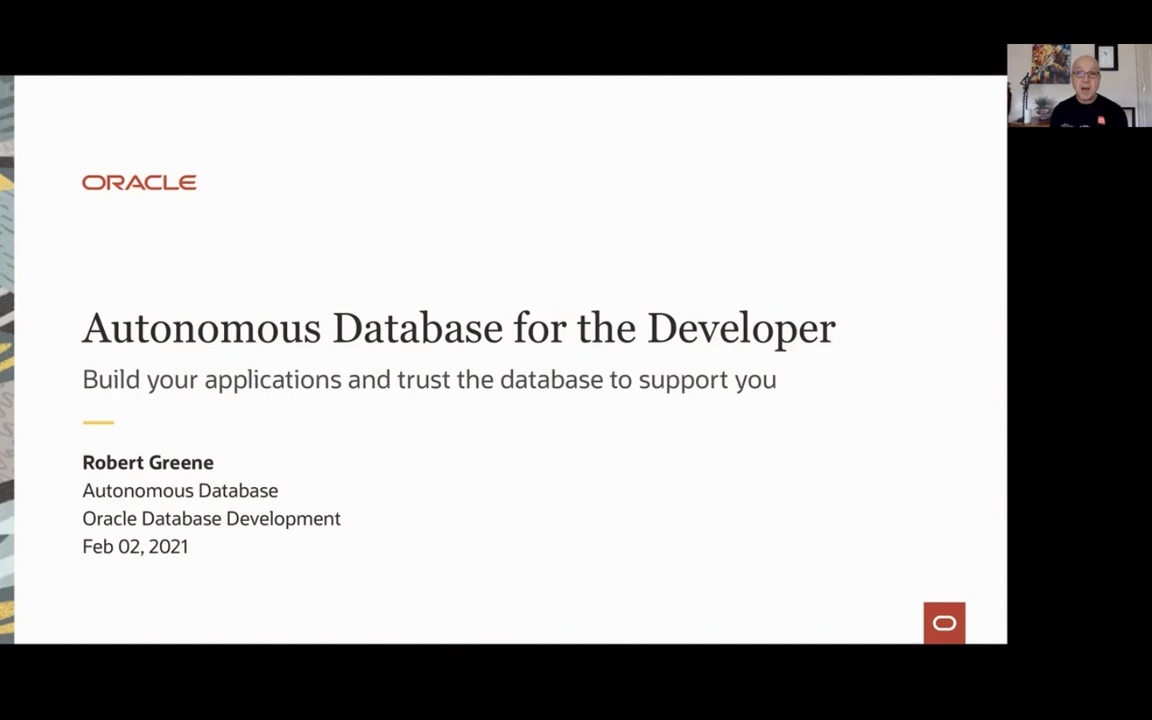 ORACLE
Autonomous Database for the Developer
Build your applications and trust the database to support you
Robert Greene
Autonomous Database
Oracle Database Development
Feb 02, 2021